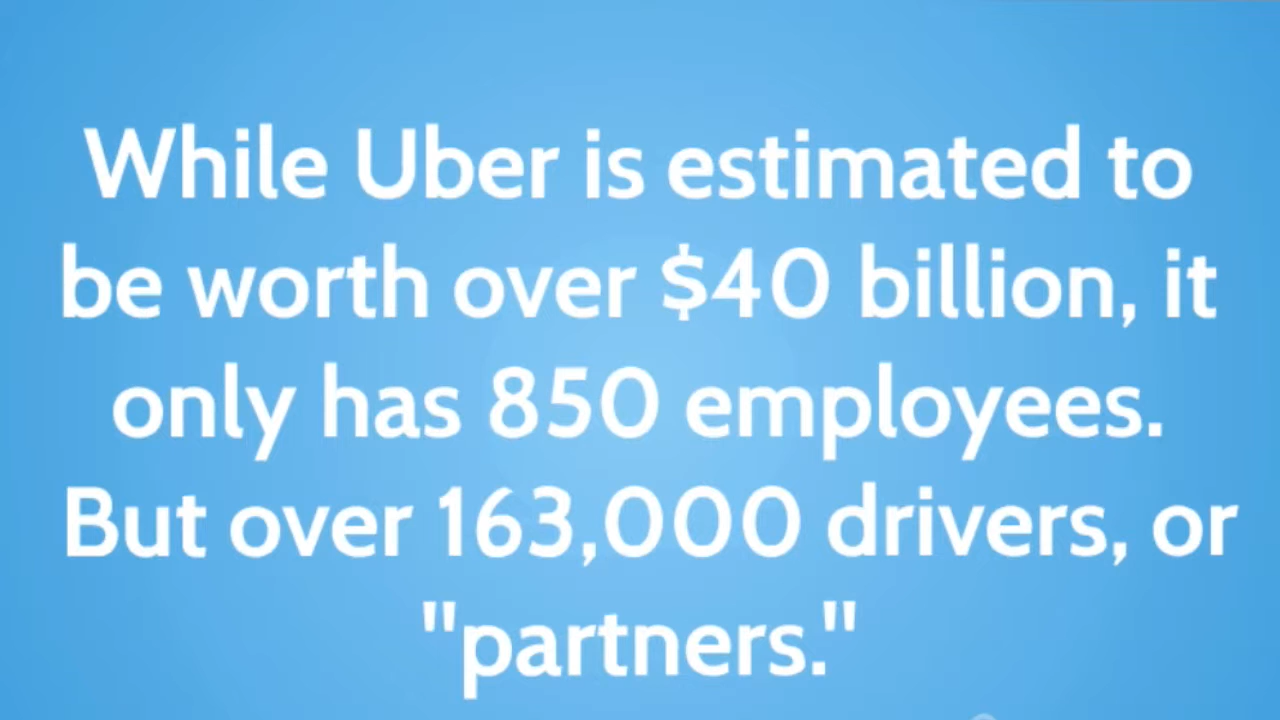 While Uber is estimated to
be worth over $40 billion, it
only has 850 employees.
But over 163,000 drivers, or
"partners."